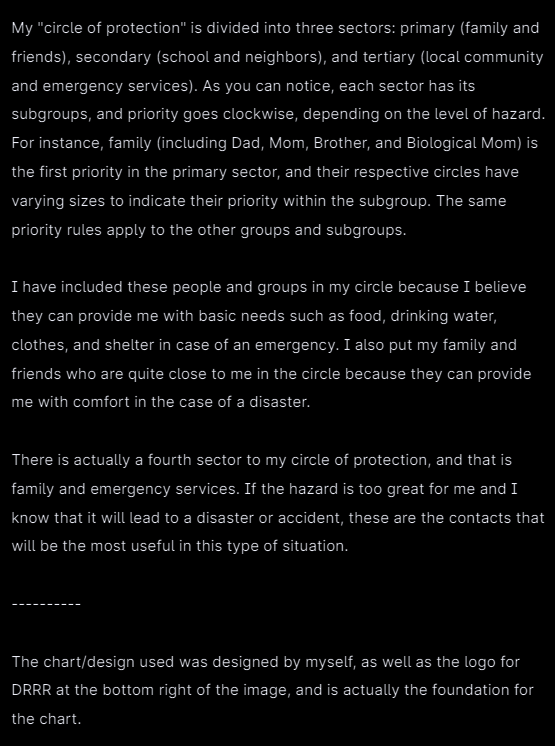 My "circle of protection" is divided into three sectors: primary (family and
friends), secondary (school and neighbors), and tertiary (local community
and emergency services). As you can notice, each sector has its
subgroups, and priority goes clockwise, depending on the level of hazard.
For instance, family (including Dad, Mom, Brother, and Biological Mom) is
the first priority in the primary sector, and their respective circles have
varying sizes to indicate their priority within the subgroup. The same
priority rules apply to the other groups and subgroups.
I have included these people and groups in my circle because I believe
they can provide me with basic needs such as food, drinking water,
clothes, and shelter in case of an emergency. I also put my family and
friends who are quite close to me in the circle because they can provide
me with comfort in the case of a disaster.
There is actually a fourth sector to my circle of protection, and that is
family and emergency services. If the hazard is too great for me and I
know that it will lead to a disaster or accident, these are the contacts that
will be the most useful in this type of situation.
----------
The chart/design used was designed by myself, as well as the logo for
DRRR at the bottom right of the image, and is actually the foundation for
the chart.